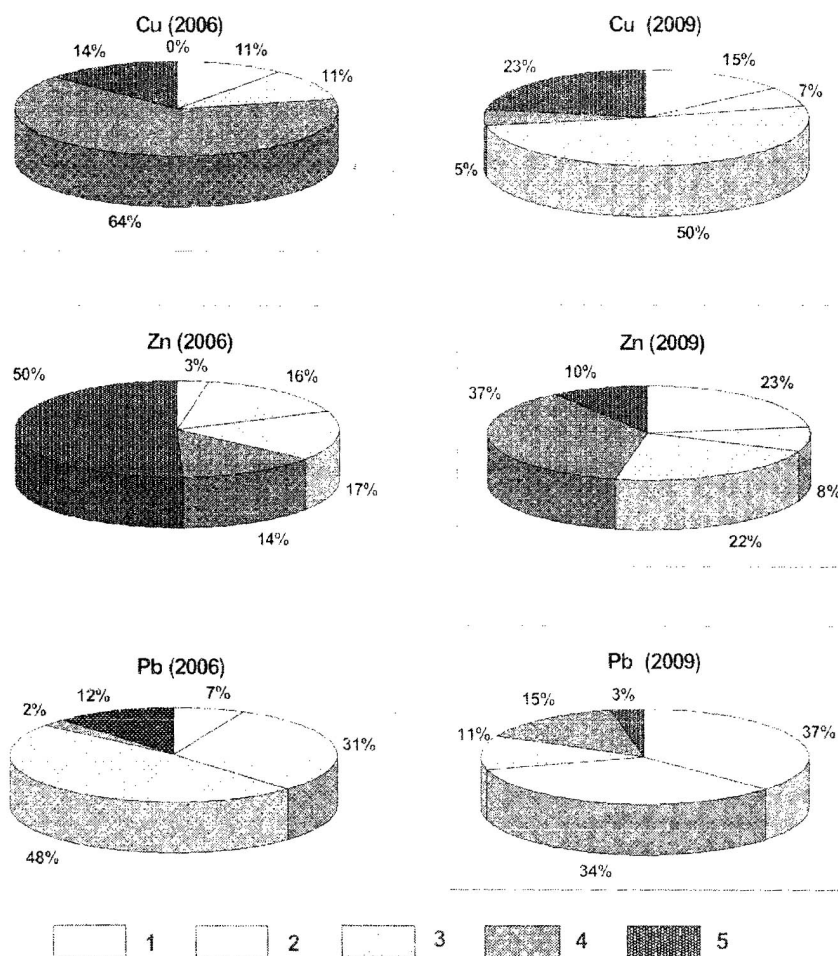 Cu (2006)
14% 0% 11% 11%
64%
Cu (2009)
23% 15% 7%
5%
50%
Zn (2006)
50% 3% 16%
17%
14%
Zn (2009)
37% 10% 23%
8%
22%
Pb (2006)
2% 12% 7% 31%
48%
Pb (2009)
11% 15% 3% 37%
34%
1 2 3 4 5